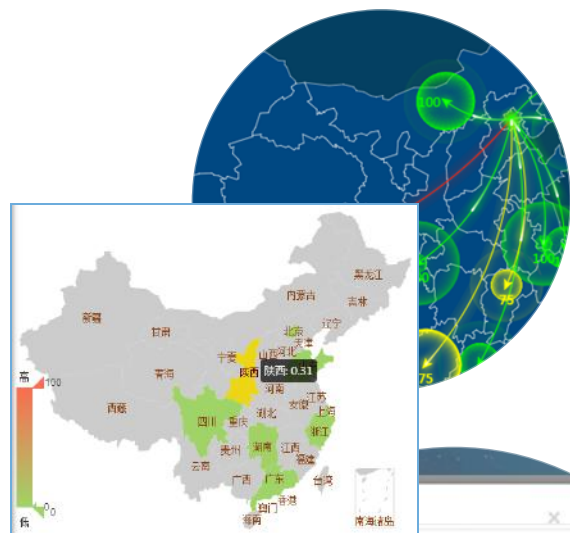 100
100
75
75
黑龙江
内蒙古
吉林
新疆
辽宁
北京
甘肃
天津
河北
山西
宁夏
陕西
陕西: 0.31
青海
高
100
河南
西藏
江苏
安徽
上海
四川
重庆
湖北
浙江
贵州
湖南
江西
福建
云南
广西
广东
台湾
香港
澳门
海南
0
低
南海诸岛